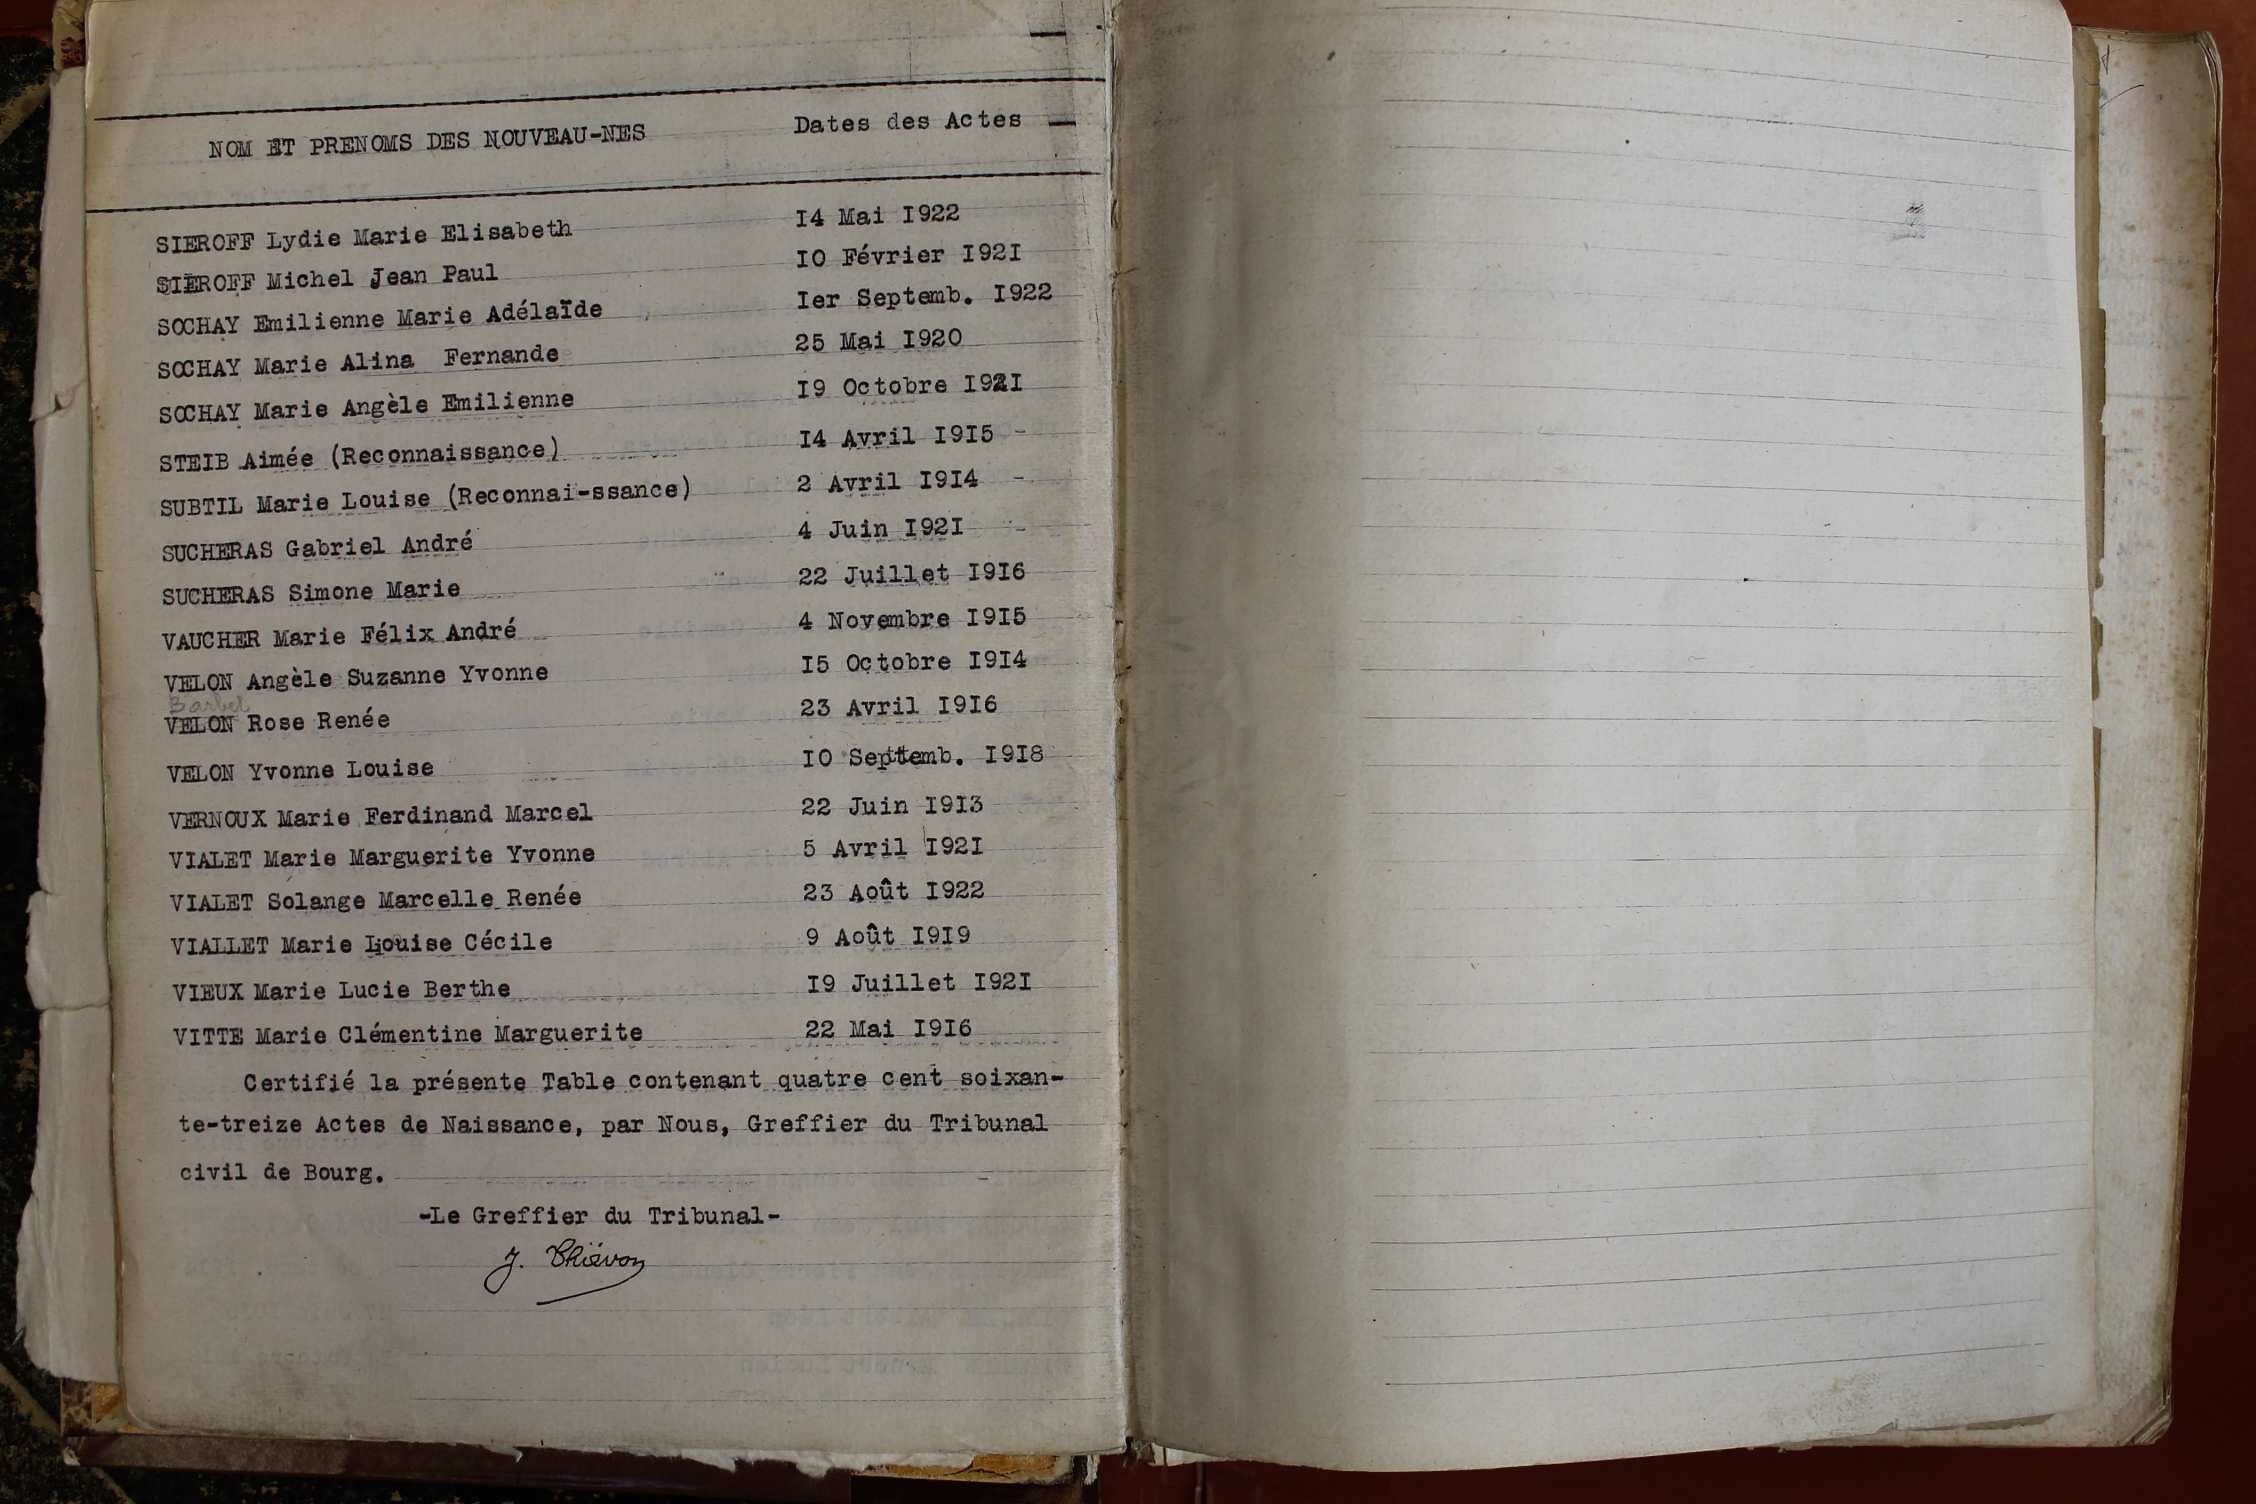 NOM ET PRENOMS DES NOUVEAU-NES Dates des Actes
SIEROFF Lydie Marie Elisabeth 14 Mai 1922
SIEROFF Michel Jean Paul 10 Février 1921
SOCHAY Emilienne Marie Adélaïde 1er Septemb. 1922
SOCHAY Marie Alina Fernande 25 Mai 1920
SOCHAY Marie Angèle Emilienne 19 Octobre 1921
STEIB Aimée (Reconnaissance) 14 Avril 1915 -
SUBTIL Marie Louise (Reconnai-ssance) 2 Avril 1914 -
SUCHERAS Gabriel André 4 Juin 1921 -
SUCHERAS Simone Marie 22 Juillet 1916
VAUCHER Marie Félix André 4 Novembre 1915
VELON Angèle Suzanne Yvonne 15 Octobre 1914
Barbet
VELON Rose Renée 23 Avril 1916
VELON Yvonne Louise 10 Septemb. 1918
VERNOUX Marie Ferdinand Marcel 22 Juin 1913
VIALET Marie Marguerite Yvonne 5 Avril 1921
VIALET Solange Marcelle Renée 23 Août 1922
VIALLET Marie Louise Cécile 9 Août 1919
VIEUX Marie Lucie Berthe 19 Juillet 1921
VITTE Marie Clémentine Marguerite 22 Mai 1916
Certifié la présente Table contenant quatre cent soixan-
te-treize Actes de Naissance, par Nous, Greffier du Tribunal
civil de Bourg.
-Le Greffier du Tribunal-
J. Thiévon